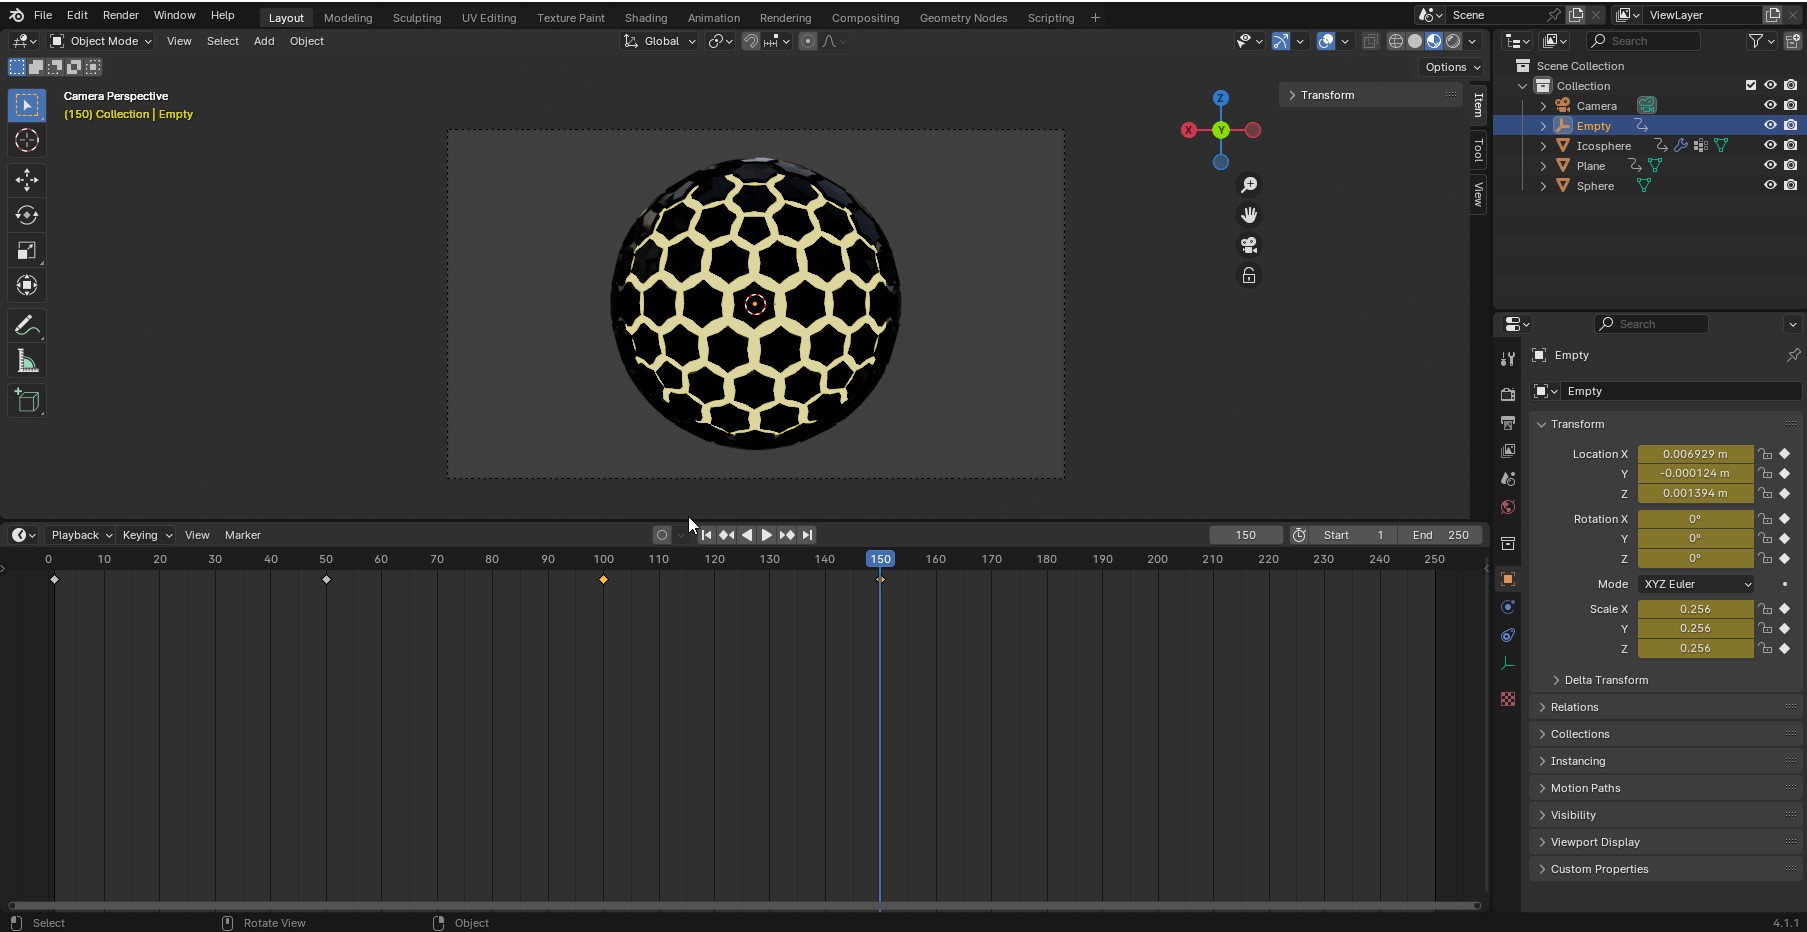 File Edit Render Window Help Layout Modeling Sculpting UV Editing Texture Paint Shading Animation Rendering Compositing Geometry Nodes Scripting + Scene ViewLayer
Object Mode View Select Add Object Global Search
Options
Scene Collection
Collection
Camera
Empty
Icosphere
Plane
Sphere
Camera Perspective
(150) Collection | Empty
Z
X
Y
Transform
Item
Tool
View
Search
Empty
Empty
Transform
Location X 0.006929 m
Y -0.000124 m
Z 0.001394 m
Rotation X 0°
Y 0°
Z 0°
Mode XYZ Euler
Scale X 0.256
Y 0.256
Z 0.256
Delta Transform
Relations
Collections
Instancing
Motion Paths
Visibility
Viewport Display
Custom Properties
Playback Keying View Marker 150 Start 1 End 250
0 10 20 30 40 50 60 70 80 90 100 110 120 130 140 150 160 170 180 190 200 210 220 230 240 250
Select Rotate View Object 4.1.1